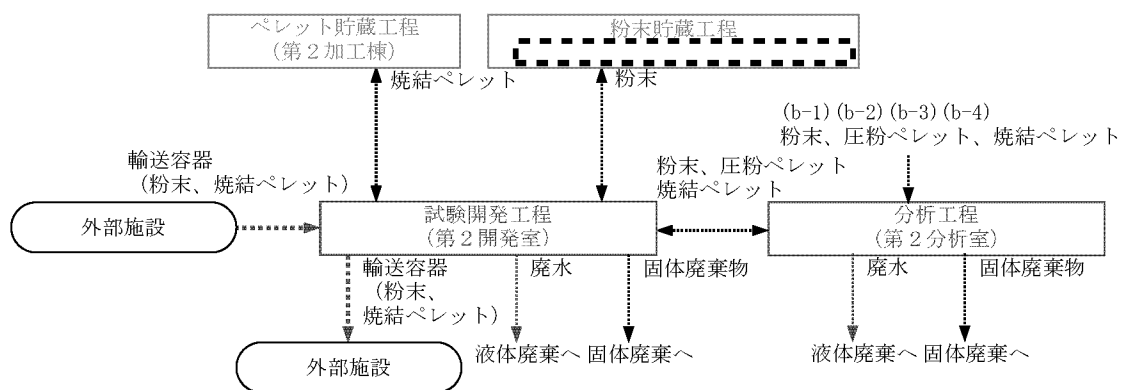 ペレット貯蔵工程
(第2加工棟)
粉末貯蔵工程
焼結ペレット
粉末
(b-1)(b-2)(b-3)(b-4)
粉末、圧粉ペレット、焼結ペレット
輸送容器
(粉末、焼結ペレット)
粉末、圧粉ペレット
焼結ペレット
外部施設
試験開発工程
(第2開発室)
分析工程
(第2分析室)
輸送容器
(粉末、
焼結ペレット)
廃水
固体廃棄物
廃水
固体廃棄物
外部施設
液体廃棄へ
固体廃棄へ
液体廃棄へ
固体廃棄へ